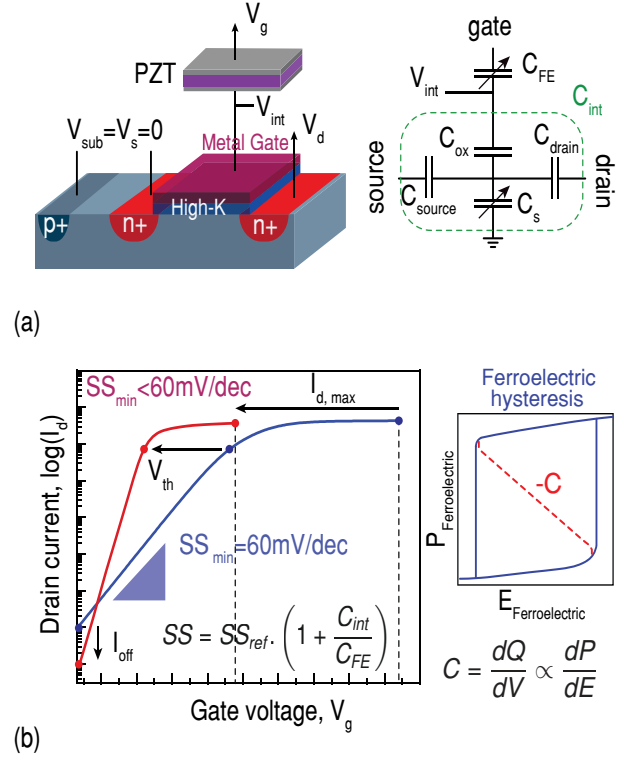 V_g
PZT
V_int
V_sub=V_s=0
V_d
Metal Gate
High-K
p+
n+
n+
gate
C_FE
V_int
C_int
C_ox
C_drain
source
drain
C_source
C_s
(a)
SS_min<60mV/dec
I_d, max
V_th
SS_min=60mV/dec
I_off
SS = SS_ref. (1 + C_int/C_FE)
Drain current, log(I_d)
Gate voltage, V_g
Ferroelectric
hysteresis
-C
P_Ferroelectric
E_Ferroelectric
C = dQ/dV ∝ dP/dE
(b)